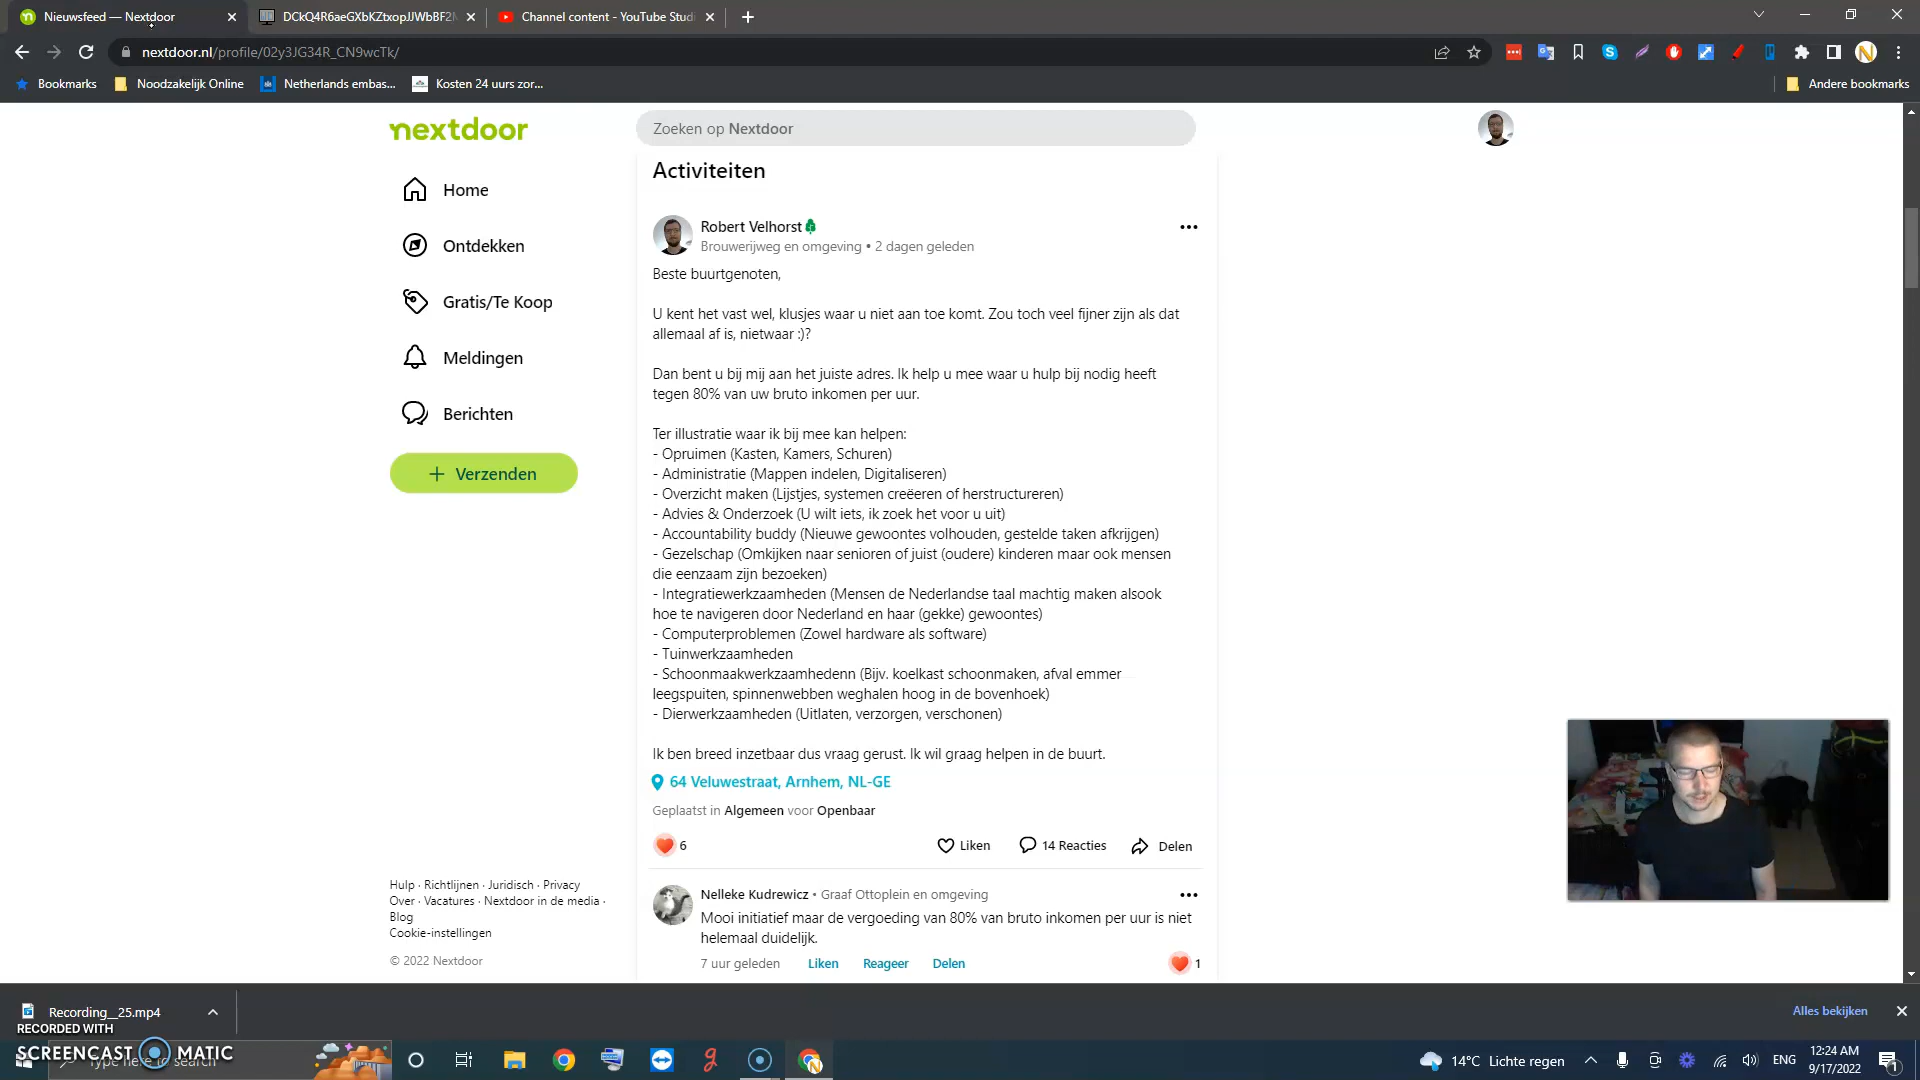 Nieuwsfeed — Nextdoor
Channel content - YouTube Studi
nextdoor.nl/profile/02y3JG34R_CN9wcTk/
Bookmarks
Noodzakelijk Online
Netherlands embas...
Kosten 24 uurs zor...
Andere bookmarks
nextdoor
Zoeken op Nextdoor
Home
Ontdekken
Gratis/Te Koop
Meldingen
Berichten
+ Verzenden
Activiteiten
Robert Velhorst
Brouwerijweg en omgeving • 2 dagen geleden
Beste buurtgenoten,
U kent het vast wel, klusjes waar u niet aan toe komt. Zou toch veel fijner zijn als dat
allemaal af is, nietwaar :)?
Dan bent u bij mij aan het juiste adres. Ik help u mee waar u hulp bij nodig heeft
tegen 80% van uw bruto inkomen per uur.
Ter illustratie waar ik bij mee kan helpen:
- Opruimen (Kasten, Kamers, Schuren)
- Administratie (Mappen indelen, Digitaliseren)
- Overzicht maken (Lijstjes, systemen creëeren of herstructureren)
- Advies & Onderzoek (U wilt iets, ik zoek het voor u uit)
- Accountability buddy (Nieuwe gewoontes volhouden, gestelde taken afkrijgen)
- Gezelschap (Omkijken naar senioren of juist (oudere) kinderen maar ook mensen
die eenzaam zijn bezoeken)
- Integratiewerkzaamheden (Mensen de Nederlandse taal machtig maken alsook
hoe te navigeren door Nederland en haar (gekke) gewoontes)
- Computerproblemen (Zowel hardware als software)
- Tuinwerkzaamheden
- Schoonmaakwerkzaamhedenn (Bijv. koelkast schoonmaken, afval emmer
leegspuiten, spinnenwebben weghalen hoog in de bovenhoek)
- Dierwerkzaamheden (Uitlaten, verzorgen, verschonen)
Ik ben breed inzetbaar dus vraag gerust. Ik wil graag helpen in de buurt.
64 Veluwestraat, Arnhem, NL-GE
Geplaatst in Algemeen voor Openbaar
6
Liken
14 Reacties
Delen
Nelleke Kudrewicz • Graaf Ottoplein en omgeving
Mooi initiatief maar de vergoeding van 80% van bruto inkomen per uur is niet
helemaal duidelijk.
7 uur geleden Liken Reageer Delen
1
Hulp · Richtlijnen · Juridisch · Privacy
Over · Vacatures · Nextdoor in de media ·
Blog
Cookie-instellingen
© 2022 Nextdoor
Recording_25.mp4
Alles bekijken
RECORDED WITH
SCREENCAST MATIC
Type here to search
14°C Lichte regen
ENG
12:24 AM
9/17/2022
1